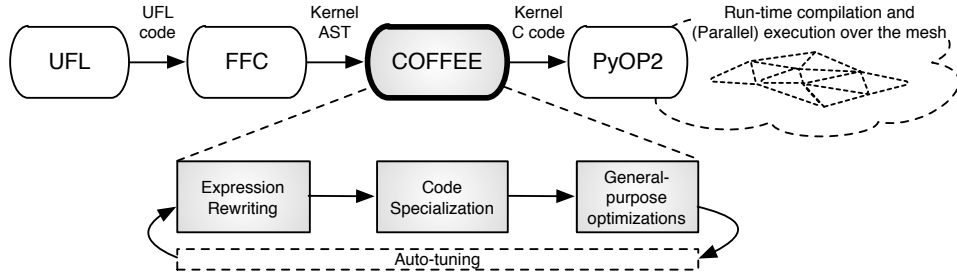 UFL
UFL
code
FFC
Kernel
AST
COFFEE
Kernel
C code
PyOP2
Run-time compilation and
(Parallel) execution over the mesh
Expression
Rewriting
Code
Specialization
General-
purpose
optimizations
Auto-tuning